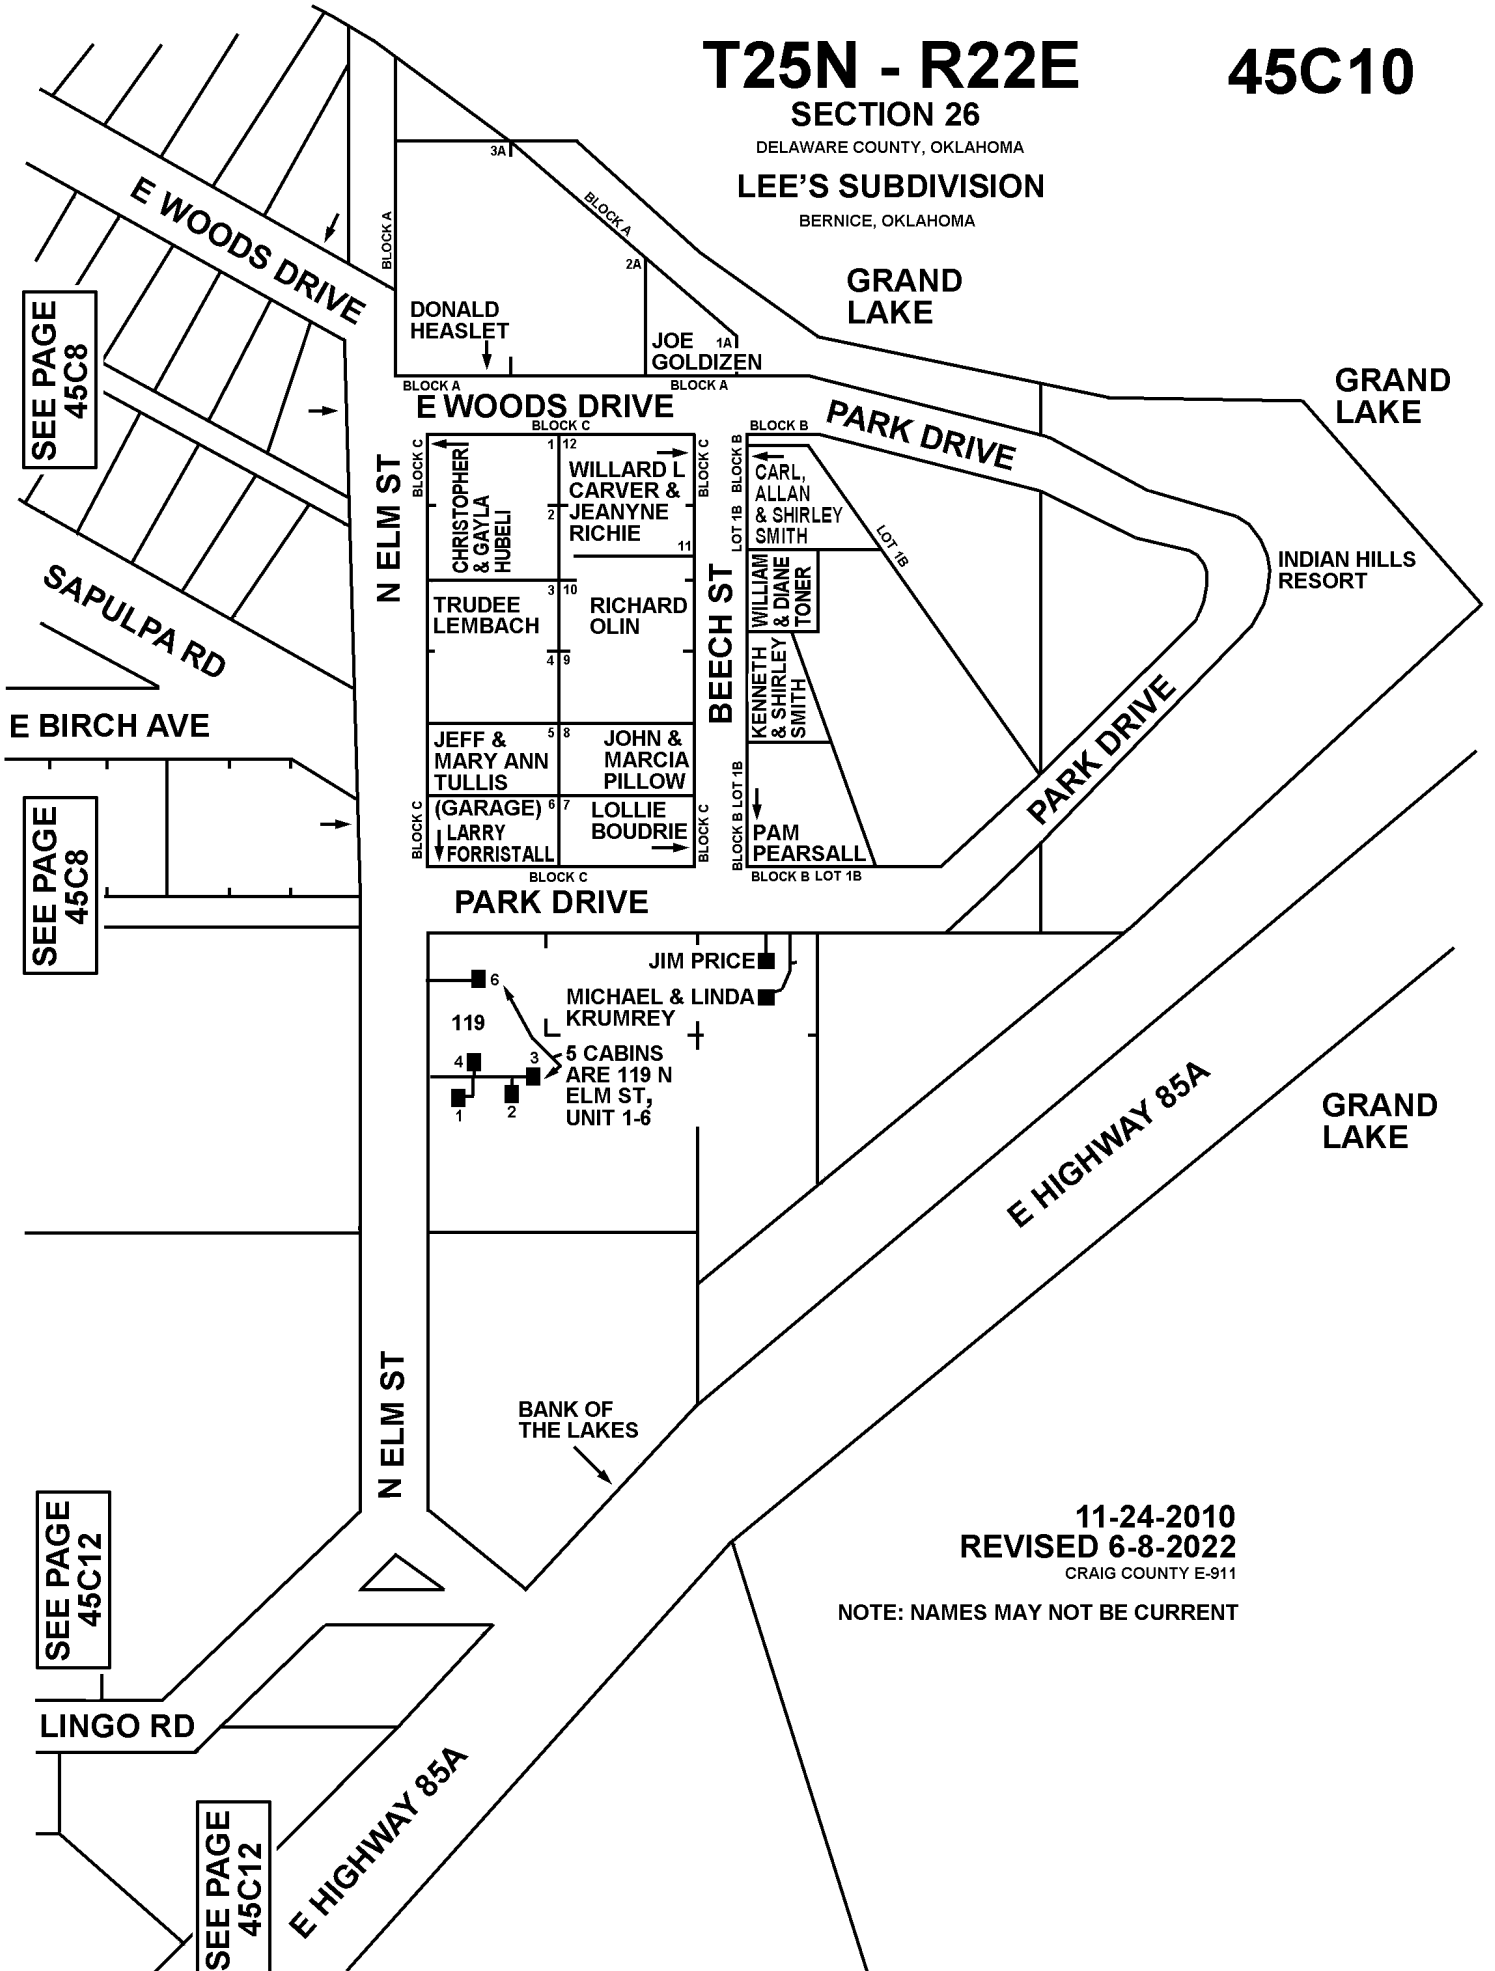 T25N - R22E
45C10
SECTION 26
DELAWARE COUNTY, OKLAHOMA
LEE'S SUBDIVISION
BERNICE, OKLAHOMA
GRAND
LAKE
GRAND
LAKE
E WOODS DRIVE
BLOCK A
3A
BLOCK A
2A
DONALD
HEASLET
JOE
1A
GOLDIZEN
BLOCK A
BLOCK A
SEE PAGE
45C8
E WOODS DRIVE
BLOCK C
BLOCK B
PARK DRIVE
N ELM ST
BLOCK C
CHRISTOPHERI
& GAYLA
HUBELI
1
12
2
WILLARD L
CARVER &
JEANYNE
RICHIE
11
BLOCK C
LOT 1B BLOCK B
CARL,
ALLAN
& SHIRLEY
SMITH
LOT 1B
INDIAN HILLS
RESORT
SAPULPA RD
TRUDEE
LEMBACH
3
10
RICHARD
OLIN
4
9
BEECH ST
WILLIAM
& DIANE
TONER
KENNETH
& SHIRLEY
SMITH
E BIRCH AVE
JEFF &
MARY ANN
TULLIS
5
8
JOHN &
MARCIA
PILLOW
PARK DRIVE
BLOCK C
(GARAGE)
6
7
LARRY
FORRISTALL
LOLLIE
BOUDRIE
BLOCK C
BLOCK B LOT 1B
PAM
PEARSALL
BLOCK C
BLOCK B LOT 1B
SEE PAGE
45C8
PARK DRIVE
JIM PRICE
6
MICHAEL & LINDA
KRUMREY
119
4
3
1
2
5 CABINS
ARE 119 N
ELM ST,
UNIT 1-6
E HIGHWAY 85A
GRAND
LAKE
N ELM ST
BANK OF
THE LAKES
SEE PAGE
45C12
11-24-2010
REVISED 6-8-2022
CRAIG COUNTY E-911
NOTE: NAMES MAY NOT BE CURRENT
LINGO RD
E HIGHWAY 85A
SEE PAGE
45C12